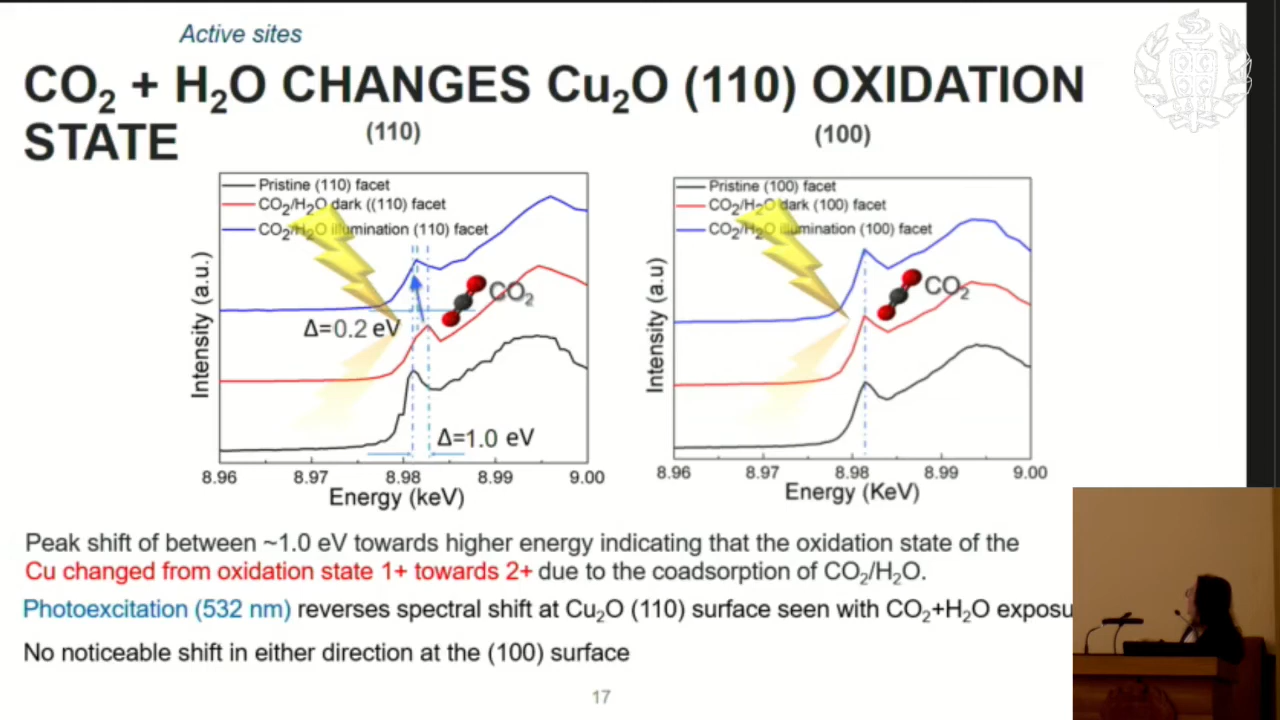 Active sites
CO₂ + H₂O CHANGES Cu₂O (110) OXIDATION
STATE
(110)
(100)
Pristine (110) facet
CO₂/H₂O dark ((110) facet
CO₂/H₂O illumination (110) facet
CO₂
Δ=0.2 eV
Δ=1.0 eV
Intensity (a.u.)
8.96 8.97 8.98 8.99 9.00
Energy (keV)
Pristine (100) facet
CO₂/H₂O dark (100) facet
CO₂/H₂O illumination (100) facet
CO₂
Intensity (a.u)
8.96 8.97 8.98 8.99 9.00
Energy (KeV)
Peak shift of between ~1.0 eV towards higher energy indicating that the oxidation state of the
Cu changed from oxidation state 1+ towards 2+ due to the coadsorption of CO₂/H₂O.
Photoexcitation (532 nm) reverses spectral shift at Cu₂O (110) surface seen with CO₂+H₂O exposu
No noticeable shift in either direction at the (100) surface
17